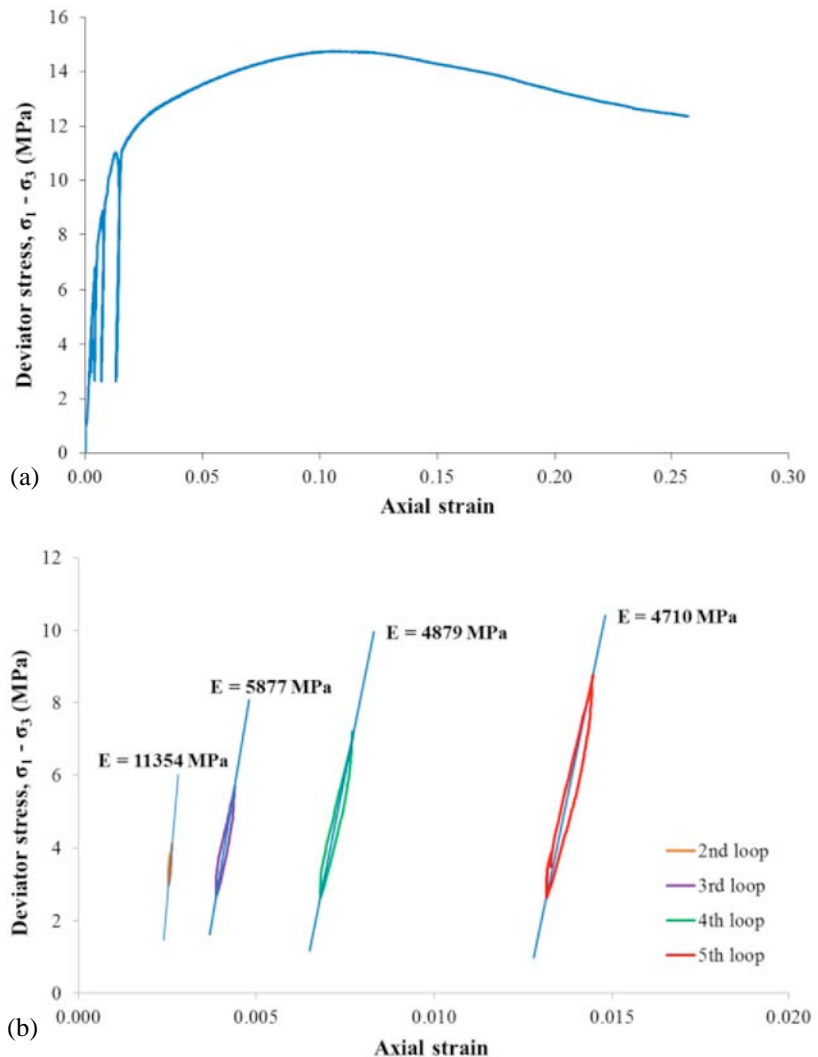 16
14
12
10
8
6
4
2
0
Deviator stress, σ₁ - σ₃ (MPa)
0.00 0.05 0.10 0.15 0.20 0.25 0.30
Axial strain
(a)
12
10
8
6
4
2
0
Deviator stress, σ₁ - σ₃ (MPa)
E = 4710 MPa
E = 4879 MPa
E = 5877 MPa
E = 11354 MPa
2nd loop
3rd loop
4th loop
5th loop
0.000 0.005 0.010 0.015 0.020
Axial strain
(b)